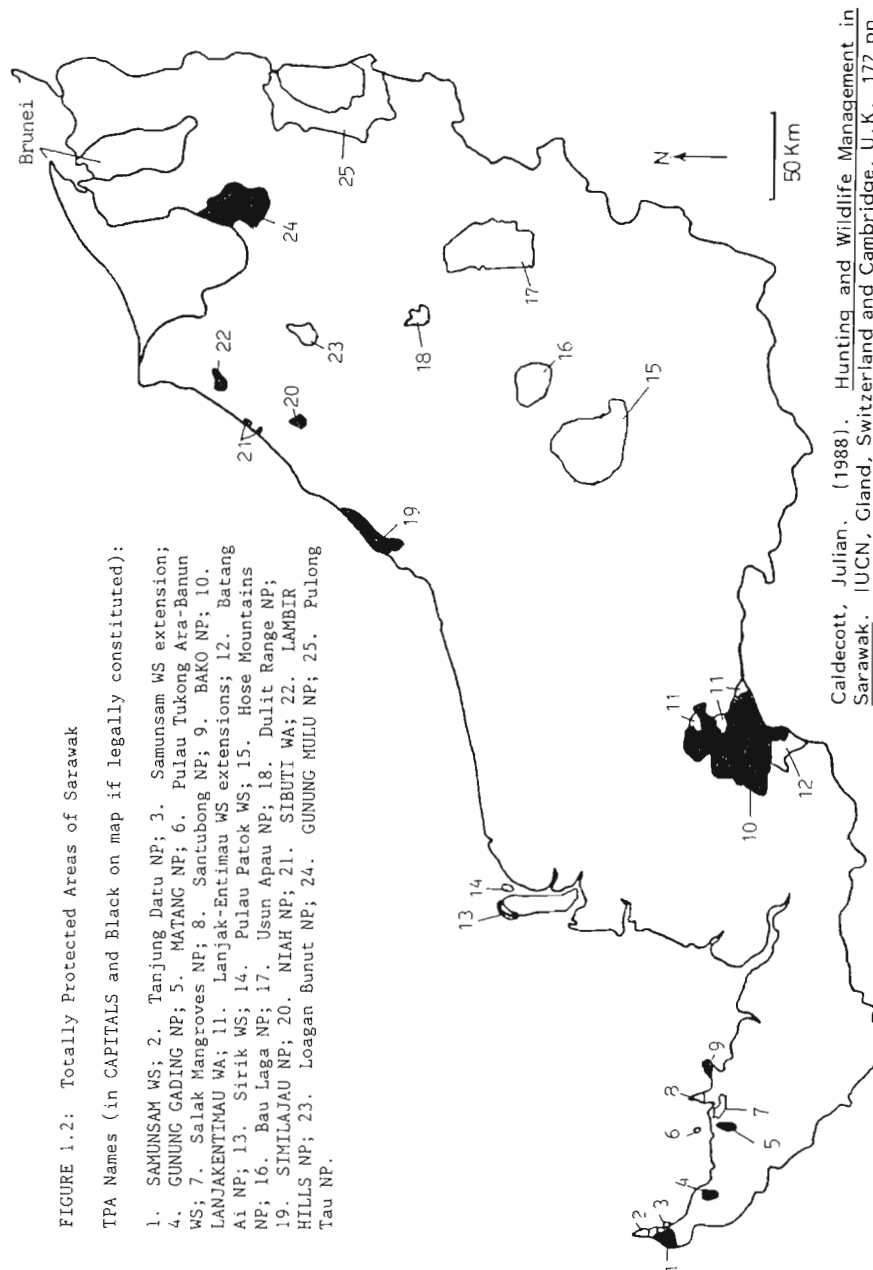 FIGURE 1.2: Totally Protected Areas of Sarawak
TPA Names (in CAPITALS and Black on map if legally constituted):
1. SAMUNSAM WS; 2. Tanjung Datu NP; 3. Samunsam WS extension;
4. GUNUNG GADING NP; 5. MATANG NP; 6. Pulau Tukong Ara-Banun
WS; 7. Salak Mangroves NP; 8. Santubong NP; 9. BAKO NP; 10.
LANJAKENTIMAU WA; 11. Lanjak-Entimau WS extensions; 12. Batang
Ai NP; 13. Sirik WS; 14. Pulau Patok WS; 15. Hose Mountains
NP; 16. Bau Laga NP; 17. Usun Apau NP; 18. Dulit Range NP;
19. SIMILAJAU NP; 20. NIAH NP; 21. SIBUTI WA; 22. LAMBIR
HILLS NP; 23. Loagan Bunut NP; 24. GUNUNG MULU NP; 25. Pulong
Tau NP.
Brunei
25
24
22
23
21
20
18
17
16
19
15
14
13
11
11
10
12
9
8
7
6
5
4
3
2
1
N
50 Km
Caldecott, Julian. (1988). Hunting and Wildlife Management in
Sarawak. IUCN, Gland, Switzerland and Cambridge, U.K. 172 pp